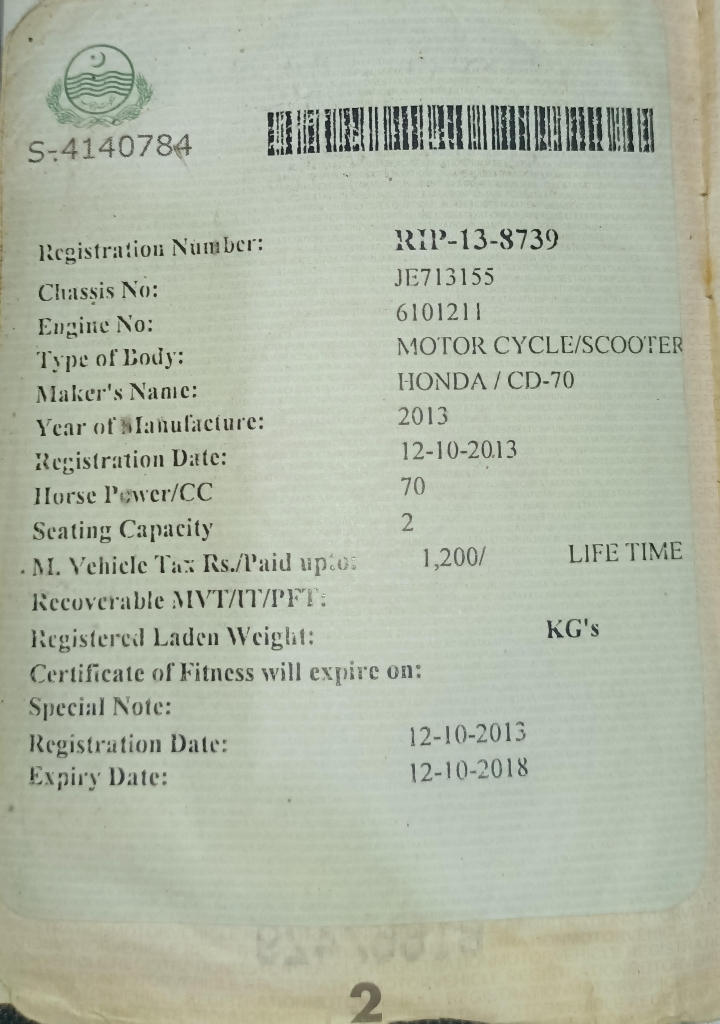 S-4140784
Registration Number: RIP-13-8739
Chassis No: JE713155
Engine No: 6101211
Type of Body: MOTOR CYCLE/SCOOTER
Maker's Name: HONDA / CD-70
Year of Manufacture: 2013
Registration Date: 12-10-2013
Horse Power/CC 70
Seating Capacity 2
M. Vehicle Tax Rs./Paid upto: 1,200/ LIFE TIME
Recoverable MVT/IT/PFT:
Registered Laden Weight: KG's
Certificate of Fitness will expire on:
Special Note:
Registration Date: 12-10-2013
Expiry Date: 12-10-2018
2